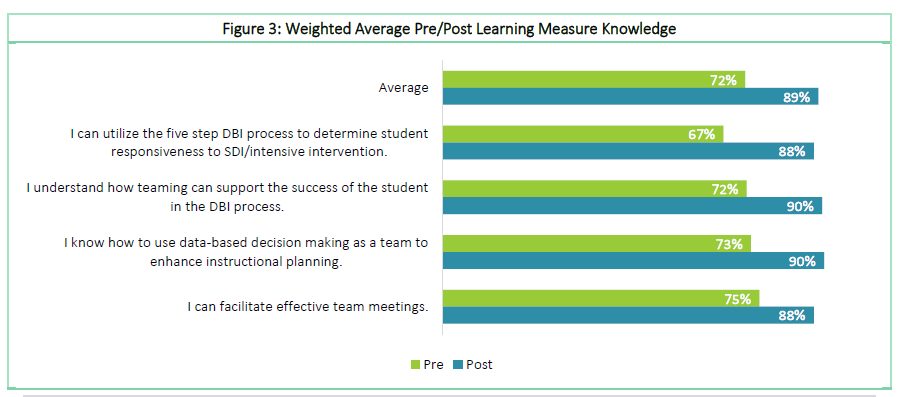 Figure 3: Weighted Average Pre/Post Learning Measure Knowledge
Average
72%
89%
I can utilize the five step DBI process to determine student
responsiveness to SDI/intensive intervention.
67%
88%
I understand how teaming can support the success of the student
in the DBI process.
72%
90%
I know how to use data-based decision making as a team to
enhance instructional planning.
73%
90%
I can facilitate effective team meetings.
75%
88%
Pre Post